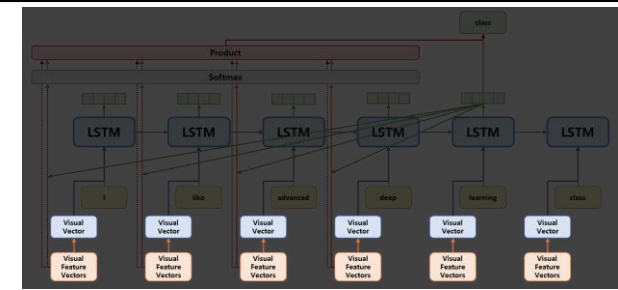 class
Product
Softmax
LSTM LSTM LSTM LSTM LSTM LSTM
I like advanced deep learning class
Visual Vector Visual Vector Visual Vector Visual Vector Visual Vector Visual Vector
Visual Feature Vectors Visual Feature Vectors Visual Feature Vectors Visual Feature Vectors Visual Feature Vectors Visual Feature Vectors